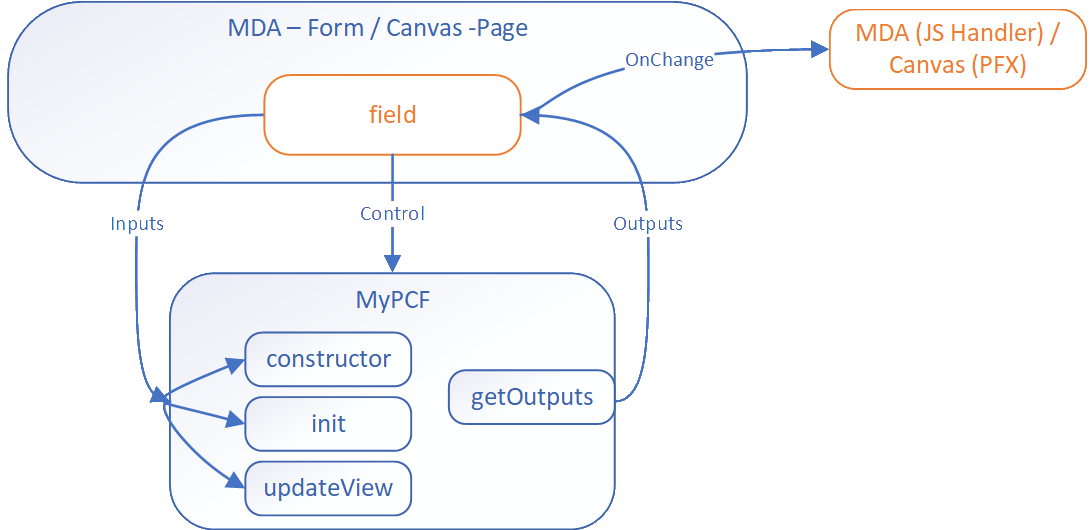 MDA – Form / Canvas -Page
MDA (JS Handler) /
Canvas (PFX)
OnChange
field
Inputs
Control
Outputs
MyPCF
constructor
getOutputs
init
updateView